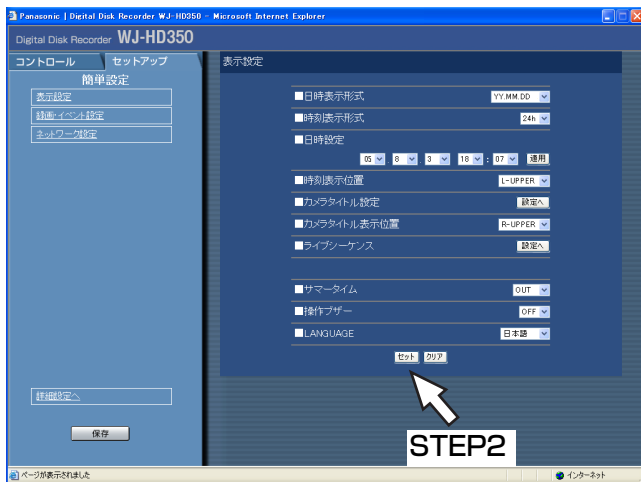 Panasonic | Digital Disk Recorder WJ-HD350 - Microsoft Internet Explorer
Digital Disk Recorder WJ-HD350
コントロール セットアップ 表示設定
簡単設定
表示設定
録画・イベント設定
ネットワーク設定
■日時表示形式 YY.MM.DD
■時刻表示形式 24h
■日時設定
05 . 8 . 3 18 : 07 適用
■時刻表示位置 L-UPPER
■カメラタイトル設定 設定へ
■カメラタイトル表示位置 R-UPPER
■ライブシーケンス 設定へ
■サマータイム OUT
■操作ブザー OFF
■LANGUAGE 日本語
セット クリア
詳細設定へ
保存
STEP2
ページが表示されました インターネット